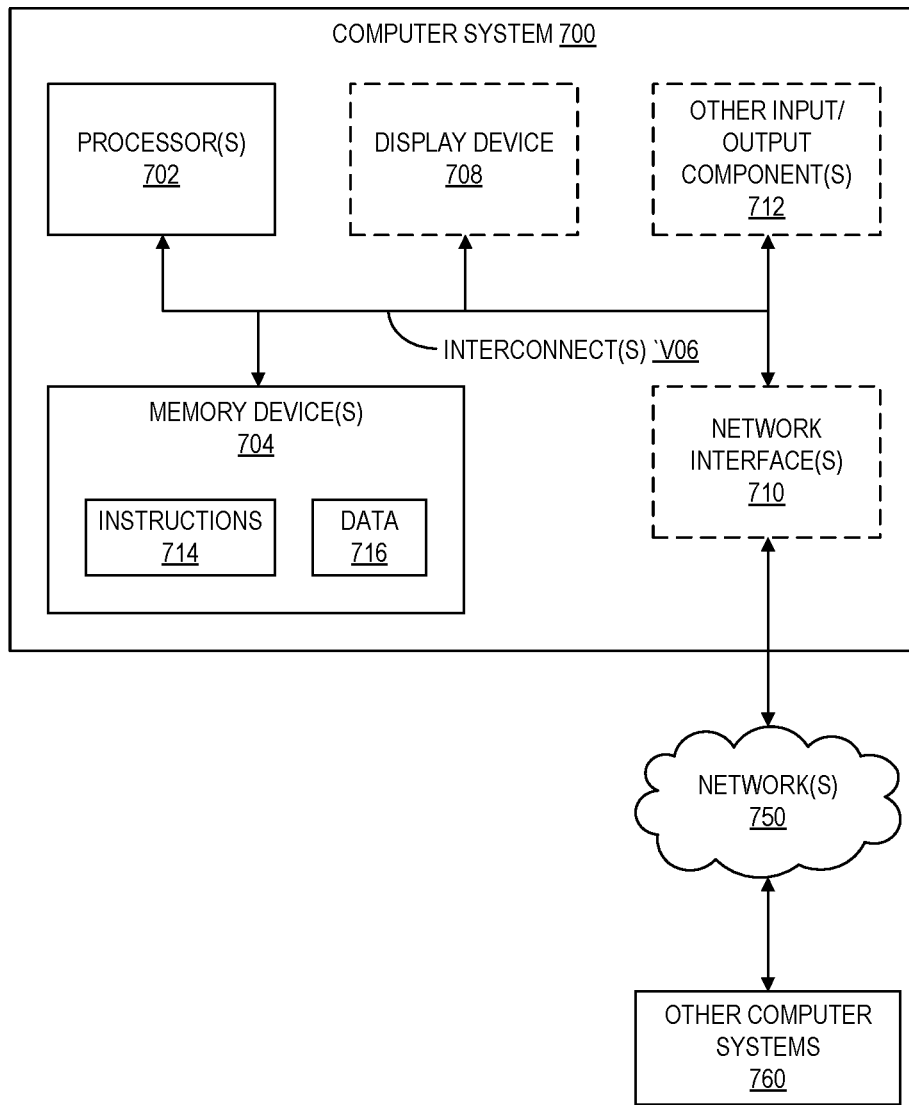 COMPUTER SYSTEM 700
PROCESSOR(S)
702
DISPLAY DEVICE
708
OTHER INPUT/
OUTPUT
COMPONENT(S)
712
INTERCONNECT(S) `V06
MEMORY DEVICE(S)
704
INSTRUCTIONS
714
DATA
716
NETWORK
INTERFACE(S)
710
NETWORK(S)
750
OTHER COMPUTER
SYSTEMS
760